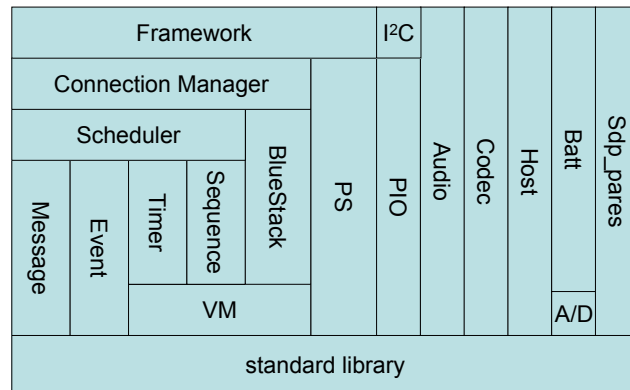 Framework
I²C
Connection Manager
Scheduler
BlueStack
PS
PIO
Audio
Codec
Host
Batt
Sdp_pares
Message
Event
Timer
Sequence
VM
A/D
standard library